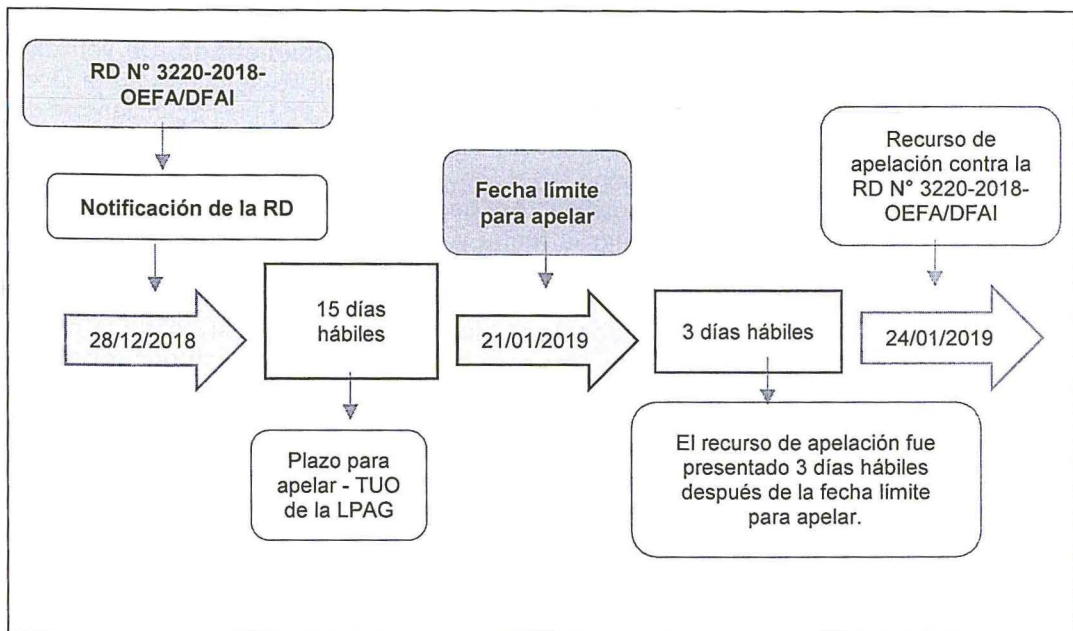 RD N° 3220-2018-
OEFA/DFAI
Notificación de la RD
Fecha límite
para apelar
Recurso de
apelación contra la
RD N° 3220-2018-
OEFA/DFAI
28/12/2018
15 días
hábiles
21/01/2019
3 días hábiles
24/01/2019
Plazo para
apelar - TUO
de la LPAG
El recurso de apelación fue
presentado 3 días hábiles
después de la fecha límite
para apelar.